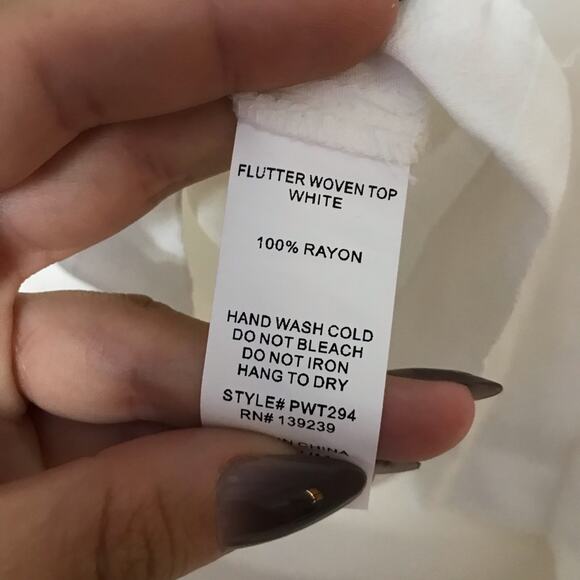 FLUTTER WOVEN TOP
WHITE
100% RAYON
HAND WASH COLD
DO NOT BLEACH
DO NOT IRON
HANG TO DRY
STYLE# PWT294
RN# 139239
CHINA